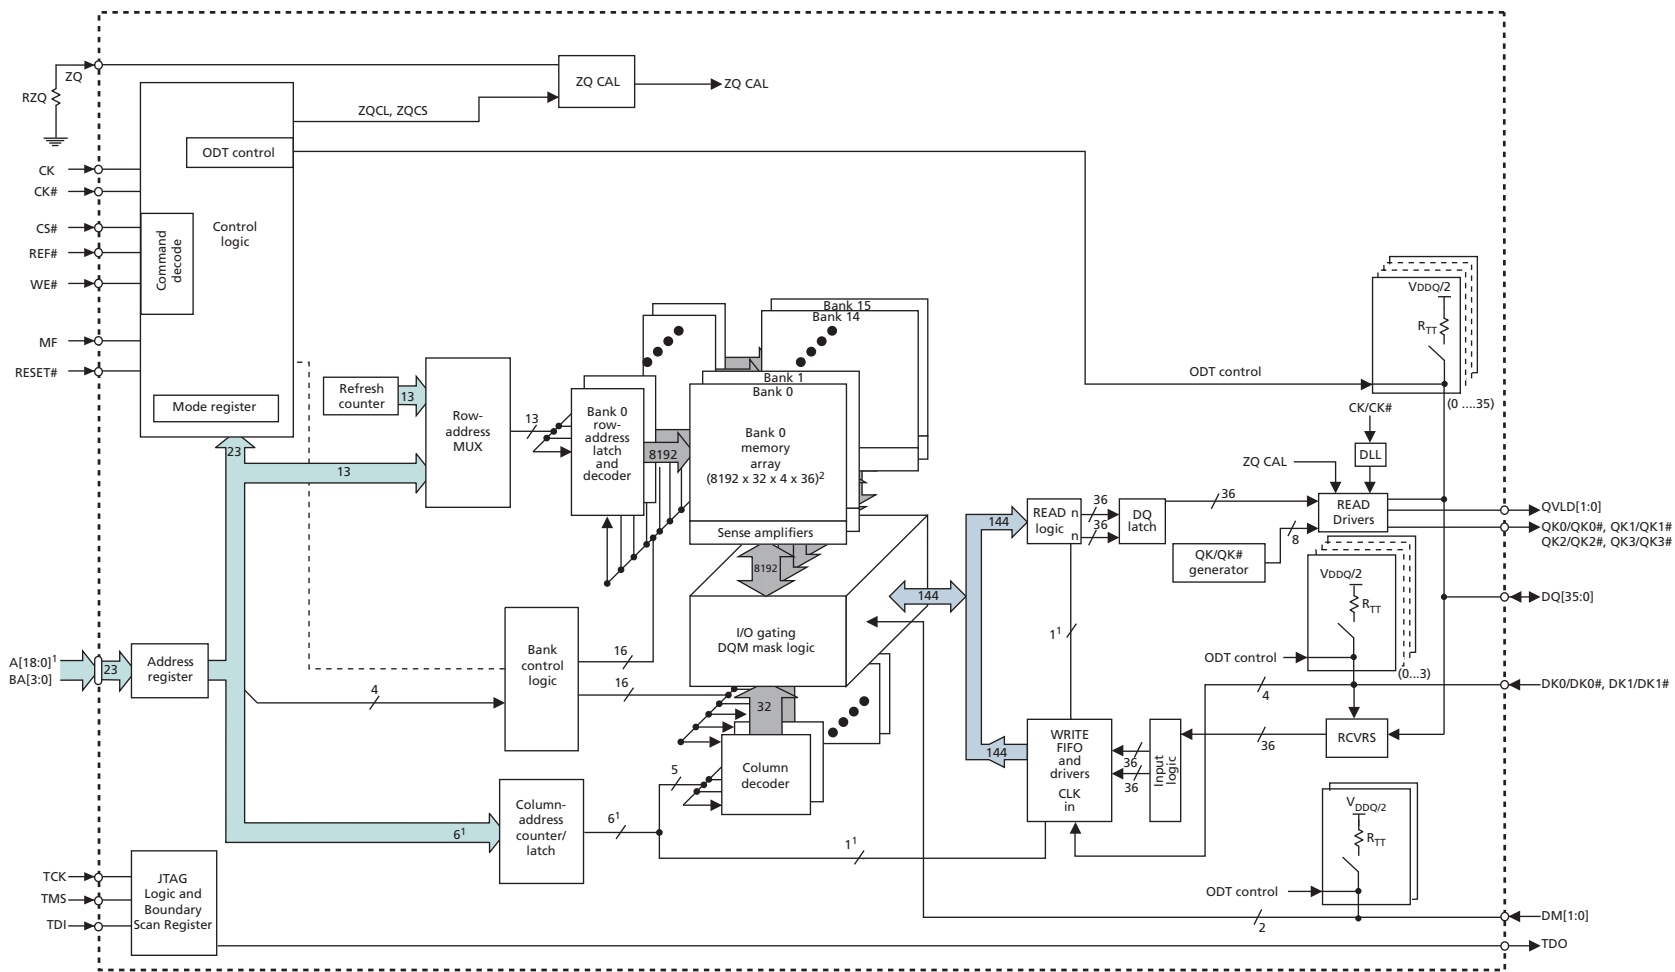 ZQ
RZQ
ZQ CAL
ZQ CAL
ZQCL, ZQCS
ODT control
CK
CK#
CS#
REF#
WE#
MF
RESET#
Command
decode
Control
logic
Mode register
Refresh
counter
13
23
13
Row-
address
MUX
13
Bank 0
row-
address
latch
and
decoder
8192
Bank 15
Bank 14
Bank 1
Bank 0
Bank 0
memory
array
(8192 x 32 x 4 x 36)²
Sense amplifiers
8192
I/O gating
DQM mask logic
32
Column
decoder
5
A[18:0]¹
BA[3:0]
23
Address
register
4
Bank
control
logic
16
16
6¹
Column-
address
counter/
latch
6¹
1¹
TCK
TMS
TDI
JTAG
Logic and
Boundary
Scan Register
144
144
144
READ
logic
n
n
36
36
DQ
latch
36
1¹
WRITE
FIFO
and
drivers
CLK
in
36
36
Input
logic
36
RCVRS
4
2
ODT control
VDDQ/2
RTT
(0 ....35)
CK/CK#
DLL
ZQ CAL
READ
Drivers
8
QK/QK#
generator
VDDQ/2
RTT
ODT control
(0...3)
VDDQ/2
RTT
ODT control
QVLD[1:0]
QK0/QK0#, QK1/QK1#
QK2/QK2#, QK3/QK3#
DQ[35:0]
DK0/DK0#, DK1/DK1#
DM[1:0]
TDO